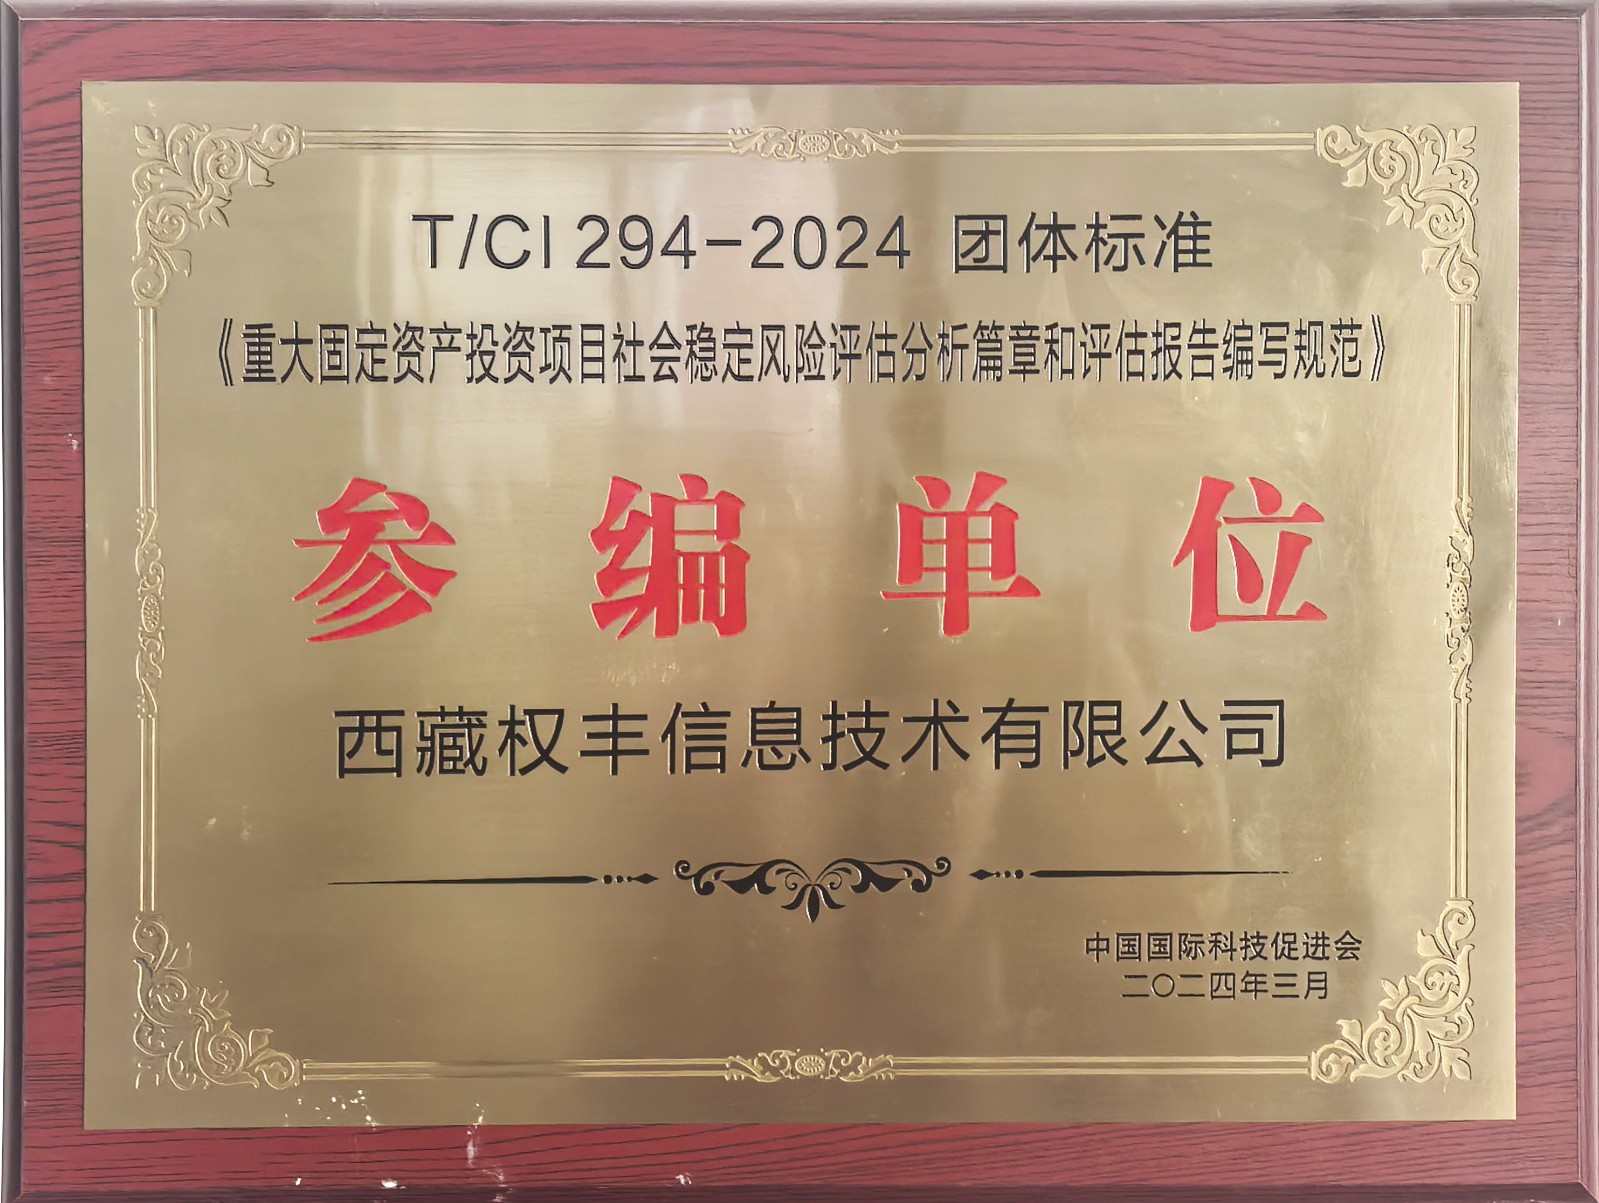 T/CI 294-2024 团体标准
《重大固定资产投资项目社会稳定风险评估分析篇章和评估报告编写规范》
参编单位
西藏权丰信息技术有限公司
中国国际科技促进会
二〇二四年三月